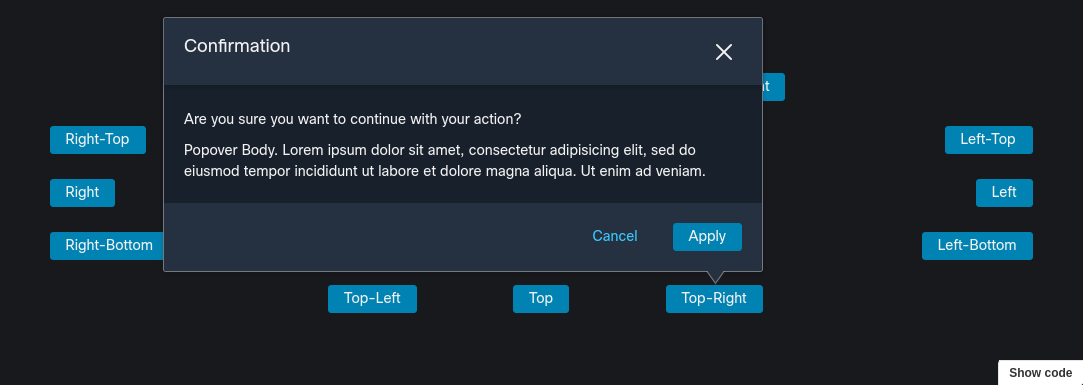 Confirmation
Are you sure you want to continue with your action?
Popover Body. Lorem ipsum dolor sit amet, consectetur adipisicing elit, sed do
eiusmod tempor incididunt ut labore et dolore magna aliqua. Ut enim ad veniam.
Cancel Apply
Right-Top Left-Top
Right Left
Right-Bottom Left-Bottom
Top-Left Top Top-Right
Show code